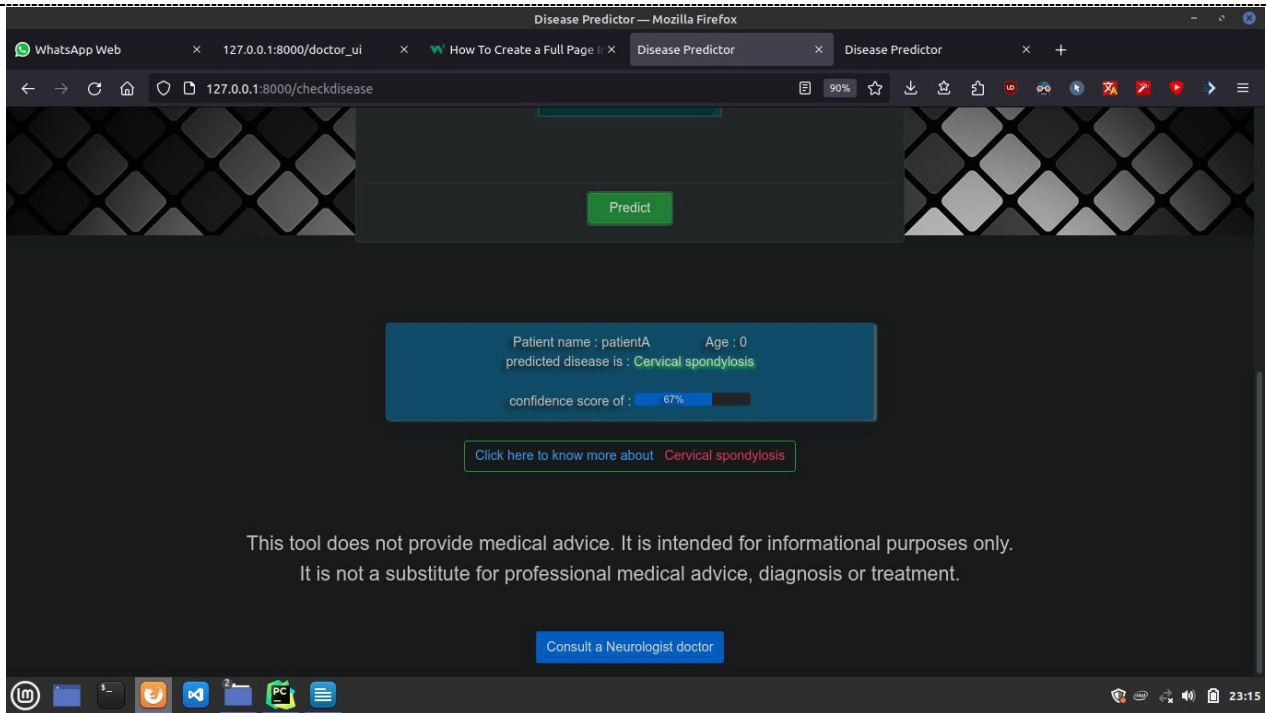 Disease Predictor — Mozilla Firefox
WhatsApp Web
127.0.0.1:8000/doctor_ui
How To Create a Full Page I
Disease Predictor
Disease Predictor
127.0.0.1:8000/checkdisease
90%
Predict
Patient name : patientA Age : 0
predicted disease is : Cervical spondylosis
confidence score of : 67%
Click here to know more about Cervical spondylosis
This tool does not provide medical advice. It is intended for informational purposes only.
It is not a substitute for professional medical advice, diagnosis or treatment.
Consult a Neurologist doctor
2
PC
23:15